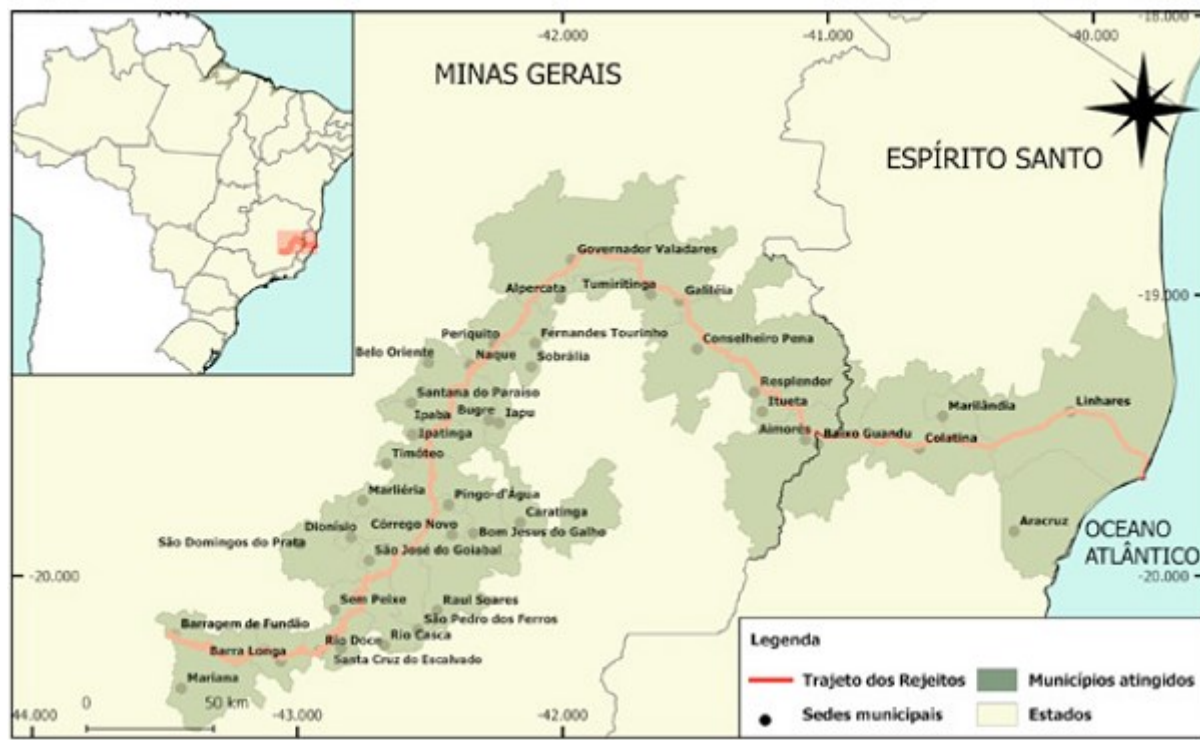 -42.000
-41.000
-40.000
-18.000
MINAS GERAIS
ESPÍRITO SANTO
Governador Valadares
Alpercata
Tumiritinga
Galiléia
-19.000
Periquito
Fernandes Tourinho
Conselheiro Pena
Belo Oriente
Naque
Sobrália
Santana do Paraíso
Resplendor
Ipaba
Bugre
Iapu
Itueta
Marilândia
Linhares
Ipatinga
Aimorés
Baixo Guandu
Colatina
Timóteo
Marliéria
Pingo-d'Água
Caratinga
Dionísio
Córrego Novo
Bom Jesus do Galho
Aracruz
São Domingos do Prata
São José do Goiabal
OCEANO
ATLÂNTICO
-20.000
-20.000
Sem Peixe
Raul Soares
Barragem de Fundão
São Pedro dos Ferros
Rio Doce
Rio Casca
Barra Longa
Santa Cruz do Escalvado
Mariana
0
50 km
-44.000
-43.000
-42.000
Legenda
Trajeto dos Rejeitos
Municípios atingidos
Sedes municipais
Estados